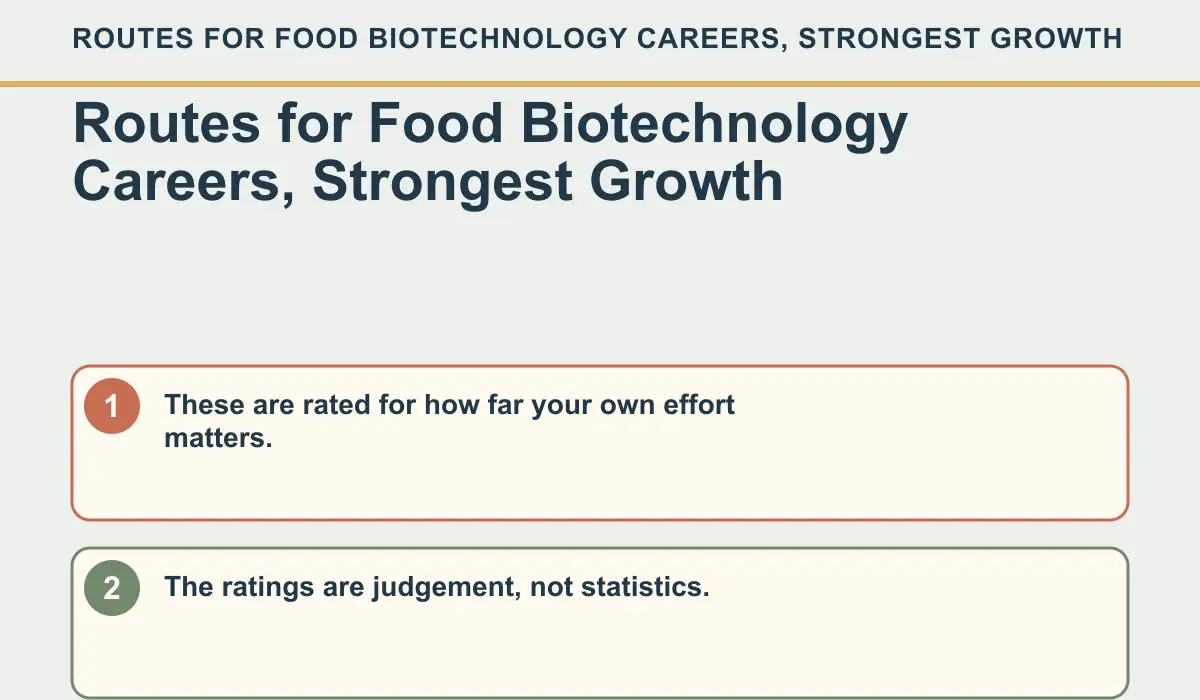 ROUTES FOR FOOD BIOTECHNOLOGY CAREERS, STRONGEST GROWTH
Routes for Food Biotechnology
Careers, Strongest Growth
1
These are rated for how far your own effort
matters.
2
The ratings are judgement, not statistics.